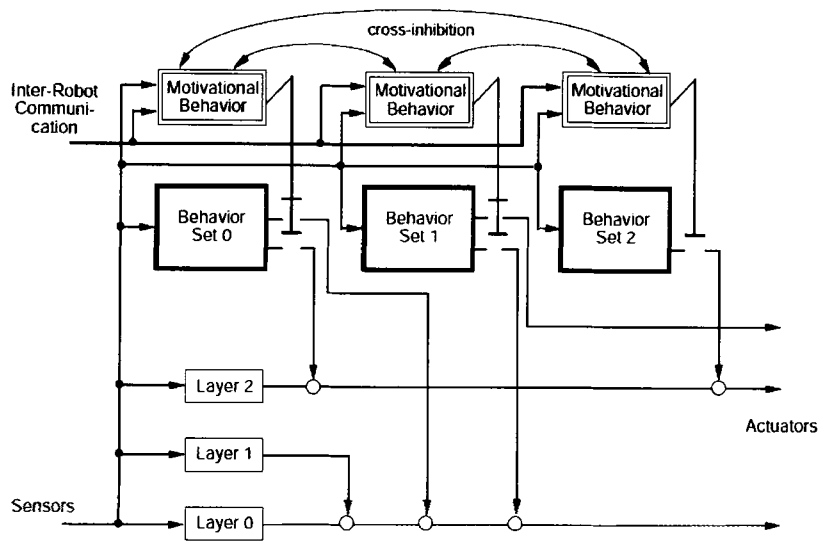 cross-inhibition
Inter-Robot
Communi-
cation
Motivational
Behavior
Motivational
Behavior
Motivational
Behavior
Behavior
Set 0
Behavior
Set 1
Behavior
Set 2
Layer 2
Actuators
Layer 1
Sensors
Layer 0